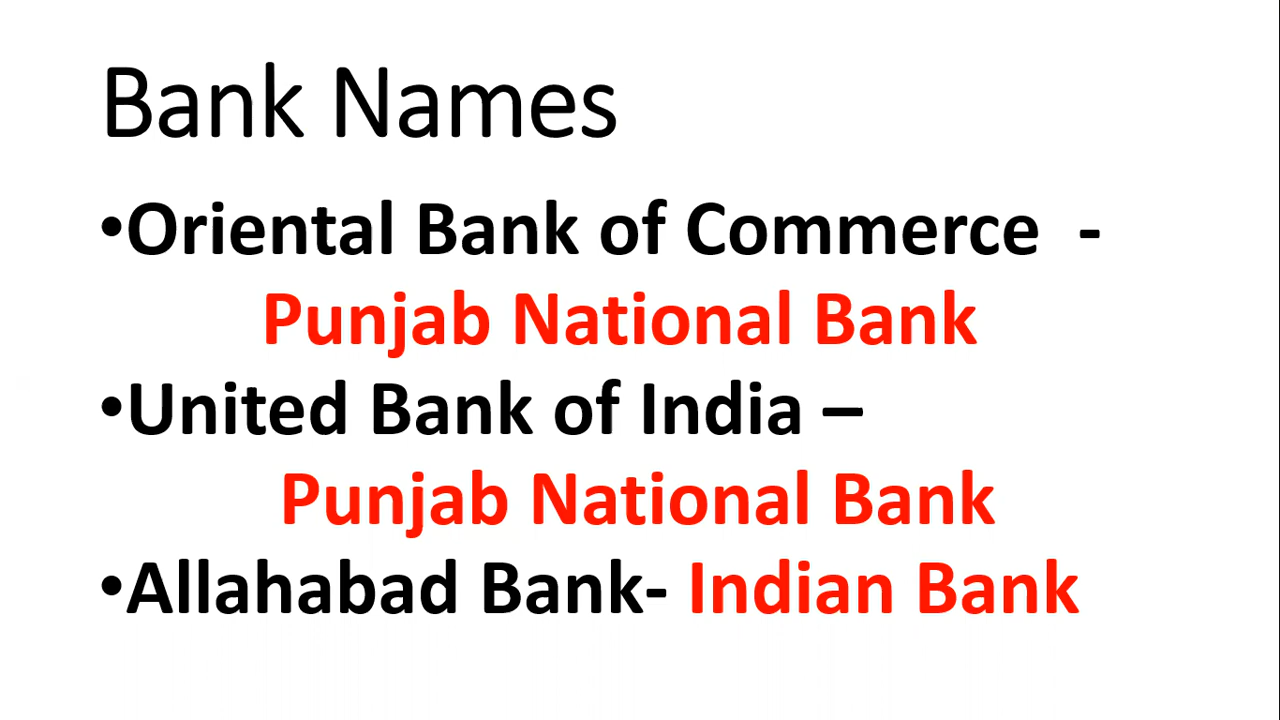 Bank Names
•Oriental Bank of Commerce -
Punjab National Bank
•United Bank of India –
Punjab National Bank
•Allahabad Bank- Indian Bank